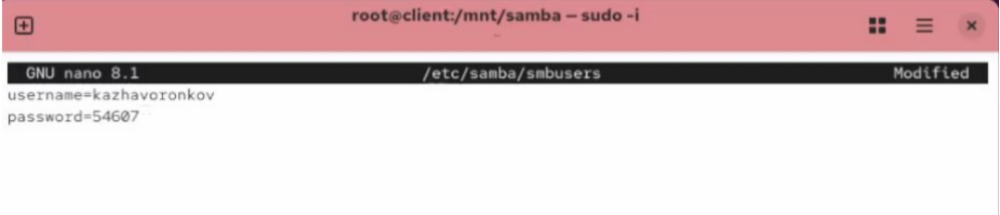 root@client:/mnt/samba — sudo -i
GNU nano 8.1 /etc/samba/smbusers Modified
username=kazhavoronkov
password=54607